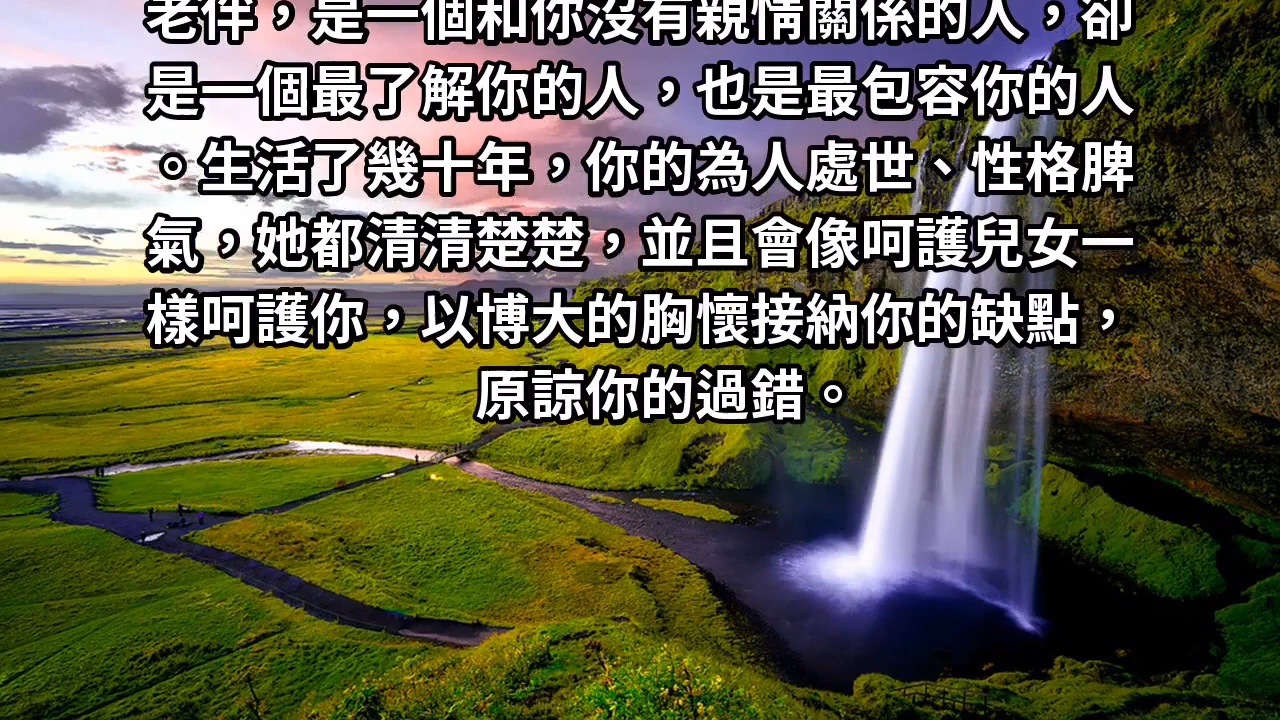 老伴，是一個和你沒有親情關係的人，卻
是一個最了解你的人，也是最包容你的人
。生活了幾十年，你的為人處世、性格脾
氣，她都清清楚楚，並且會像呵護兒女一
樣呵護你，以博大的胸懷接納你的缺點，
原諒你的過錯。